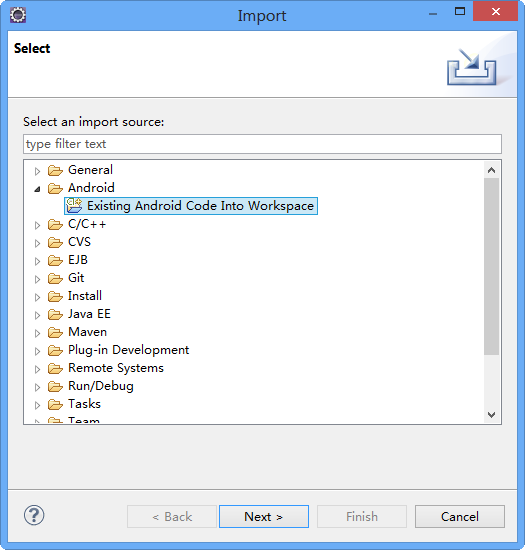 Import
Select
Select an import source:
type filter text
General
Android
Existing Android Code Into Workspace
C/C++
CVS
EJB
Git
Install
Java EE
Maven
Plug-in Development
Remote Systems
Run/Debug
Tasks
Team
< Back
Next >
Finish
Cancel